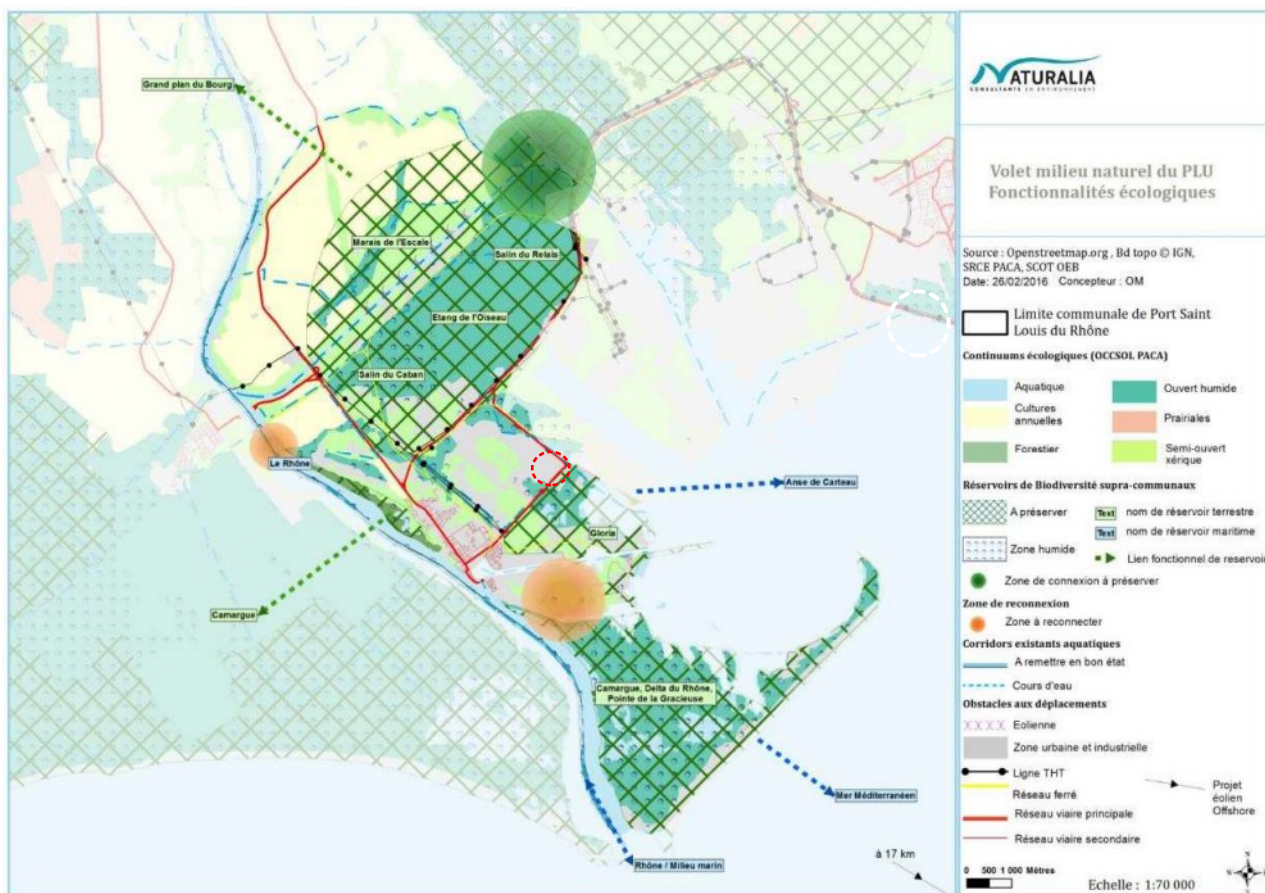 Grand plan du Bourg
Marais de l'Escale
Salin du Relais
Etang de l'Oiseau
Salin du Caban
Le Rhône
Anse de Carteau
Gloria
Camargue
Camargue, Delta du Rhône,
Pointe de la Gracieuse
Mer Méditerranéen
Rhône / Milieu marin
à 17 km
NATURALIA
CONSULTANTS EN ENVIRONNEMENT
Volet milieu naturel du PLU
Fonctionnalités écologiques
Source : Openstreetmap.org , Bd topo © IGN,
SRCE PACA, SCOT OEB
Date: 26/02/2016 Concepteur : OM
Limite communale de Port Saint
Louis du Rhône
Continuums écologiques (OCCSOL PACA)
Aquatique
Ouvert humide
Cultures
annuelles
Prairiales
Forestier
Semi-ouvert
xérique
Réservoirs de Biodiversité supra-communaux
A préserver
Text nom de réservoir terrestre
Text nom de réservoir maritime
Zone humide
Lien fonctionnel de reservoir
Zone de connexion à préserver
Zone de reconnexion
Zone à reconnecter
Corridors existants aquatiques
A remettre en bon état
Cours d'eau
Obstacles aux déplacements
Eolienne
Zone urbaine et industrielle
Ligne THT
Réseau ferré
Projet
éolien
Offshore
Réseau viaire principale
Réseau viaire secondaire
0 500 1 000 Mètres
Echelle : 1:70 000
N